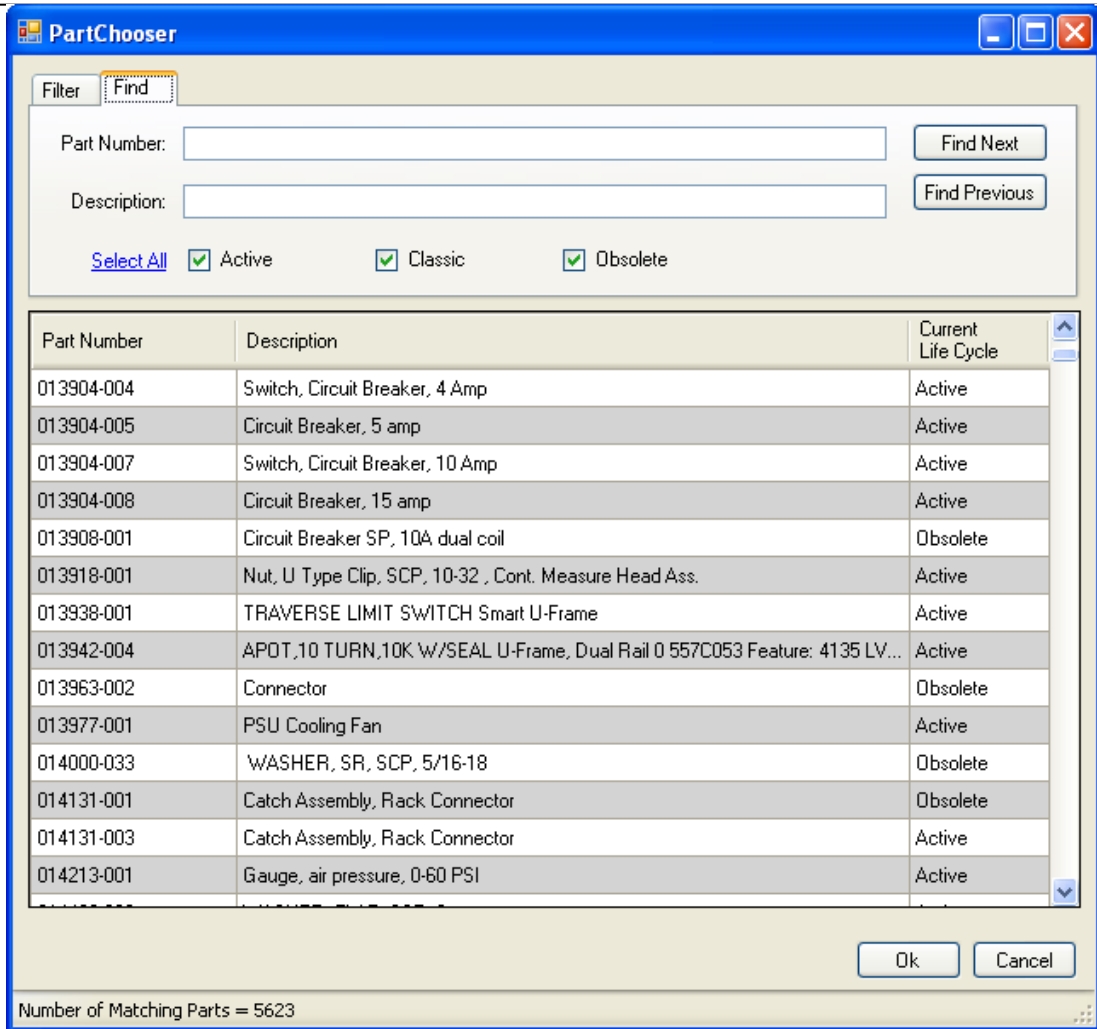 PartChooser
Filter Find
Part Number: Find Next
Description: Find Previous
Select All Active Classic Obsolete
Part Number Description Current
Life Cycle
013904-004 Switch, Circuit Breaker, 4 Amp Active
013904-005 Circuit Breaker, 5 amp Active
013904-007 Switch, Circuit Breaker, 10 Amp Active
013904-008 Circuit Breaker, 15 amp Active
013908-001 Circuit Breaker SP, 10A dual coil Obsolete
013918-001 Nut, U Type Clip, SCP, 10-32 , Cont. Measure Head Ass. Active
013938-001 TRAVERSE LIMIT SWITCH Smart U-Frame Active
013942-004 APOT,10 TURN,10K W/SEAL U-Frame, Dual Rail 0 557C053 Feature: 4135 LV... Active
013963-002 Connector Obsolete
013977-001 PSU Cooling Fan Active
014000-033 WASHER, SR, SCP, 5/16-18 Obsolete
014131-001 Catch Assembly, Rack Connector Obsolete
014131-003 Catch Assembly, Rack Connector Active
014213-001 Gauge, air pressure, 0-60 PSI Active
Ok Cancel
Number of Matching Parts = 5623